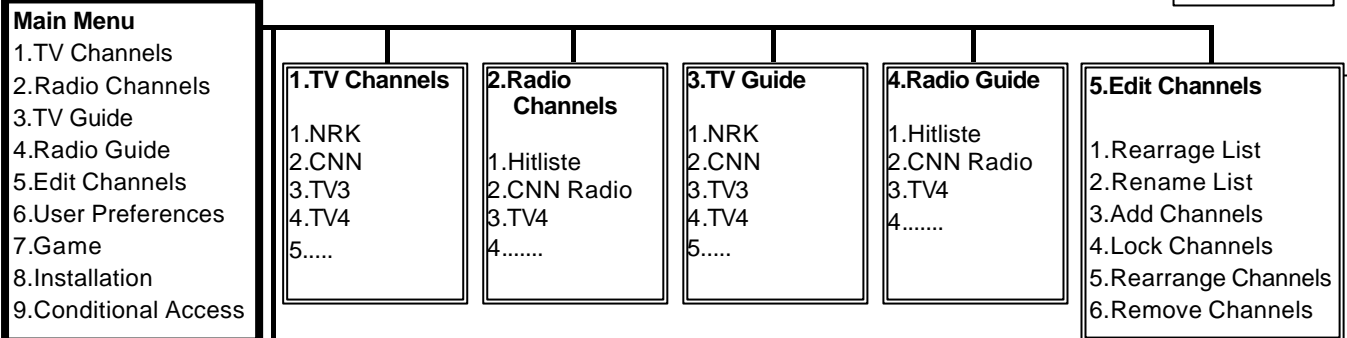 Main Menu
1.TV Channels
2.Radio Channels
3.TV Guide
4.Radio Guide
5.Edit Channels
6.User Preferences
7.Game
8.Installation
9.Conditional Access
1.TV Channels
1.NRK
2.CNN
3.TV3
4.TV4
5.....
2.Radio
Channels
1.Hitliste
2.CNN Radio
3.TV4
4.......
3.TV Guide
1.NRK
2.CNN
3.TV3
4.TV4
5.....
4.Radio Guide
1.Hitliste
2.CNN Radio
3.TV4
4.......
5.Edit Channels
1.Rearrage List
2.Rename List
3.Add Channels
4.Lock Channels
5.Rearrange Channels
6.Remove Channels